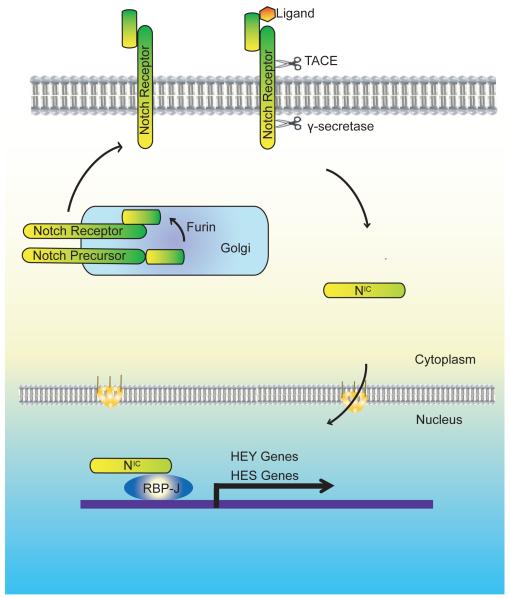 Ligand
TACE
Notch Receptor
Notch Receptor
γ-secretase
Notch Receptor
Furin
Golgi
Notch Precursor
N^IC
Cytoplasm
Nucleus
HEY Genes
N^IC
HES Genes
RBP-J